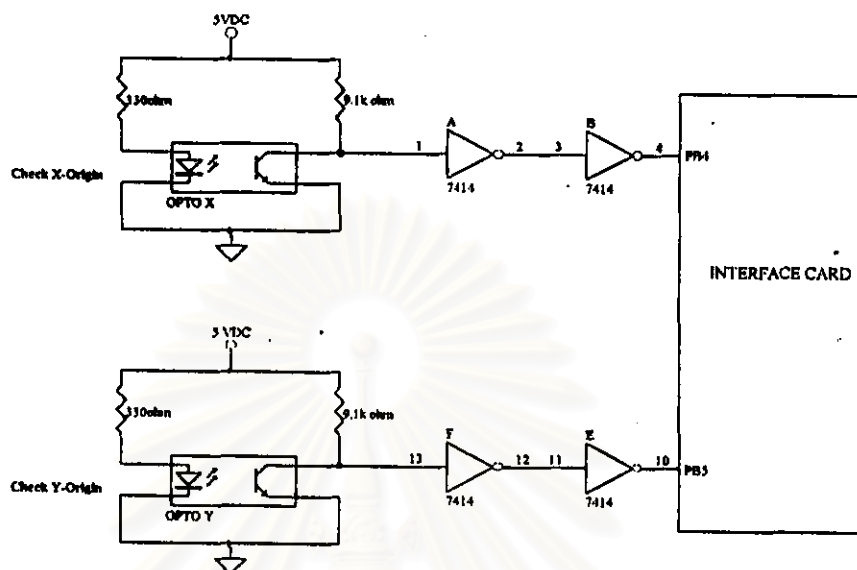 5VDC
330ohm
9.1k ohm
A
B
1
2
3
4
PB4
7414
7414
Check X-Origin
OPTO X
INTERFACE CARD
5 VDC
330ohm
9.1k ohm
F
E
13
12
11
10
PB5
7414
7414
Check Y-Origin
OPTO Y